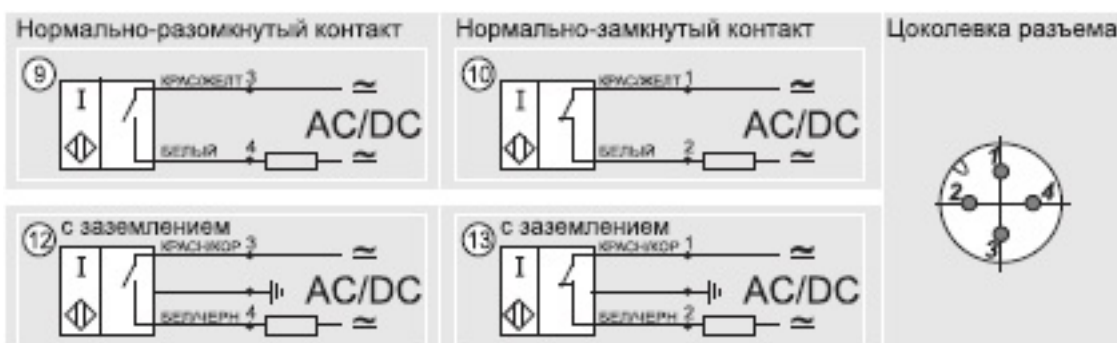 Нормально-разомкнутый контакт
Нормально-замкнутый контакт
Цоколевка разъема
9
I
КРАС/ЖЕЛТ 3
БЕЛЫЙ 4
AC/DC
10
I
КРАС/ЖЕЛТ 1
БЕЛЫЙ 2
AC/DC
1
2
4
3
12
с заземлением
I
КРАСН/КОР 3
БЕЛ/ЧЕРН 4
AC/DC
13
с заземлением
I
КРАСН/КОР 1
БЕЛ/ЧЕРН 2
AC/DC